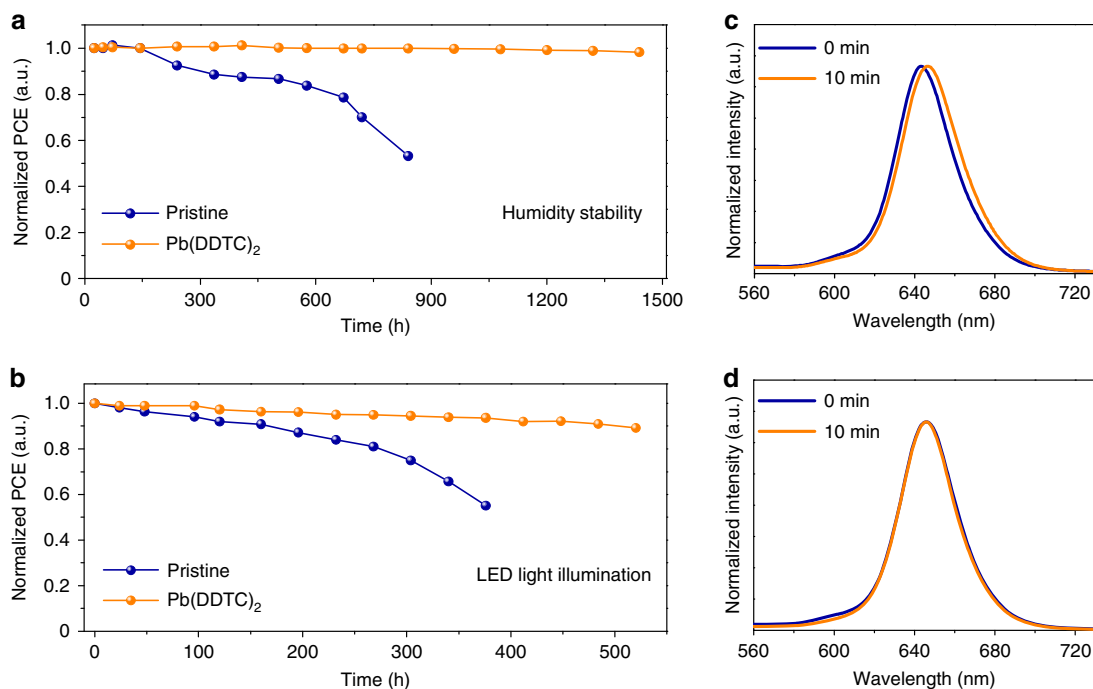 a
Normalized PCE (a.u.)
1.0
0.8
0.6
0.4
0.2
0
Pristine
Pb(DDTC)2
Humidity stability
0 300 600 900 1200 1500
Time (h)
b
Normalized PCE (a.u.)
1.0
0.8
0.6
0.4
0.2
0
Pristine
Pb(DDTC)2
LED light illumination
0 100 200 300 400 500
Time (h)
c
Normalized intensity (a.u.)
0 min
10 min
560 600 640 680 720
Wavelength (nm)
d
Normalized intensity (a.u.)
0 min
10 min
560 600 640 680 720
Wavelength (nm)